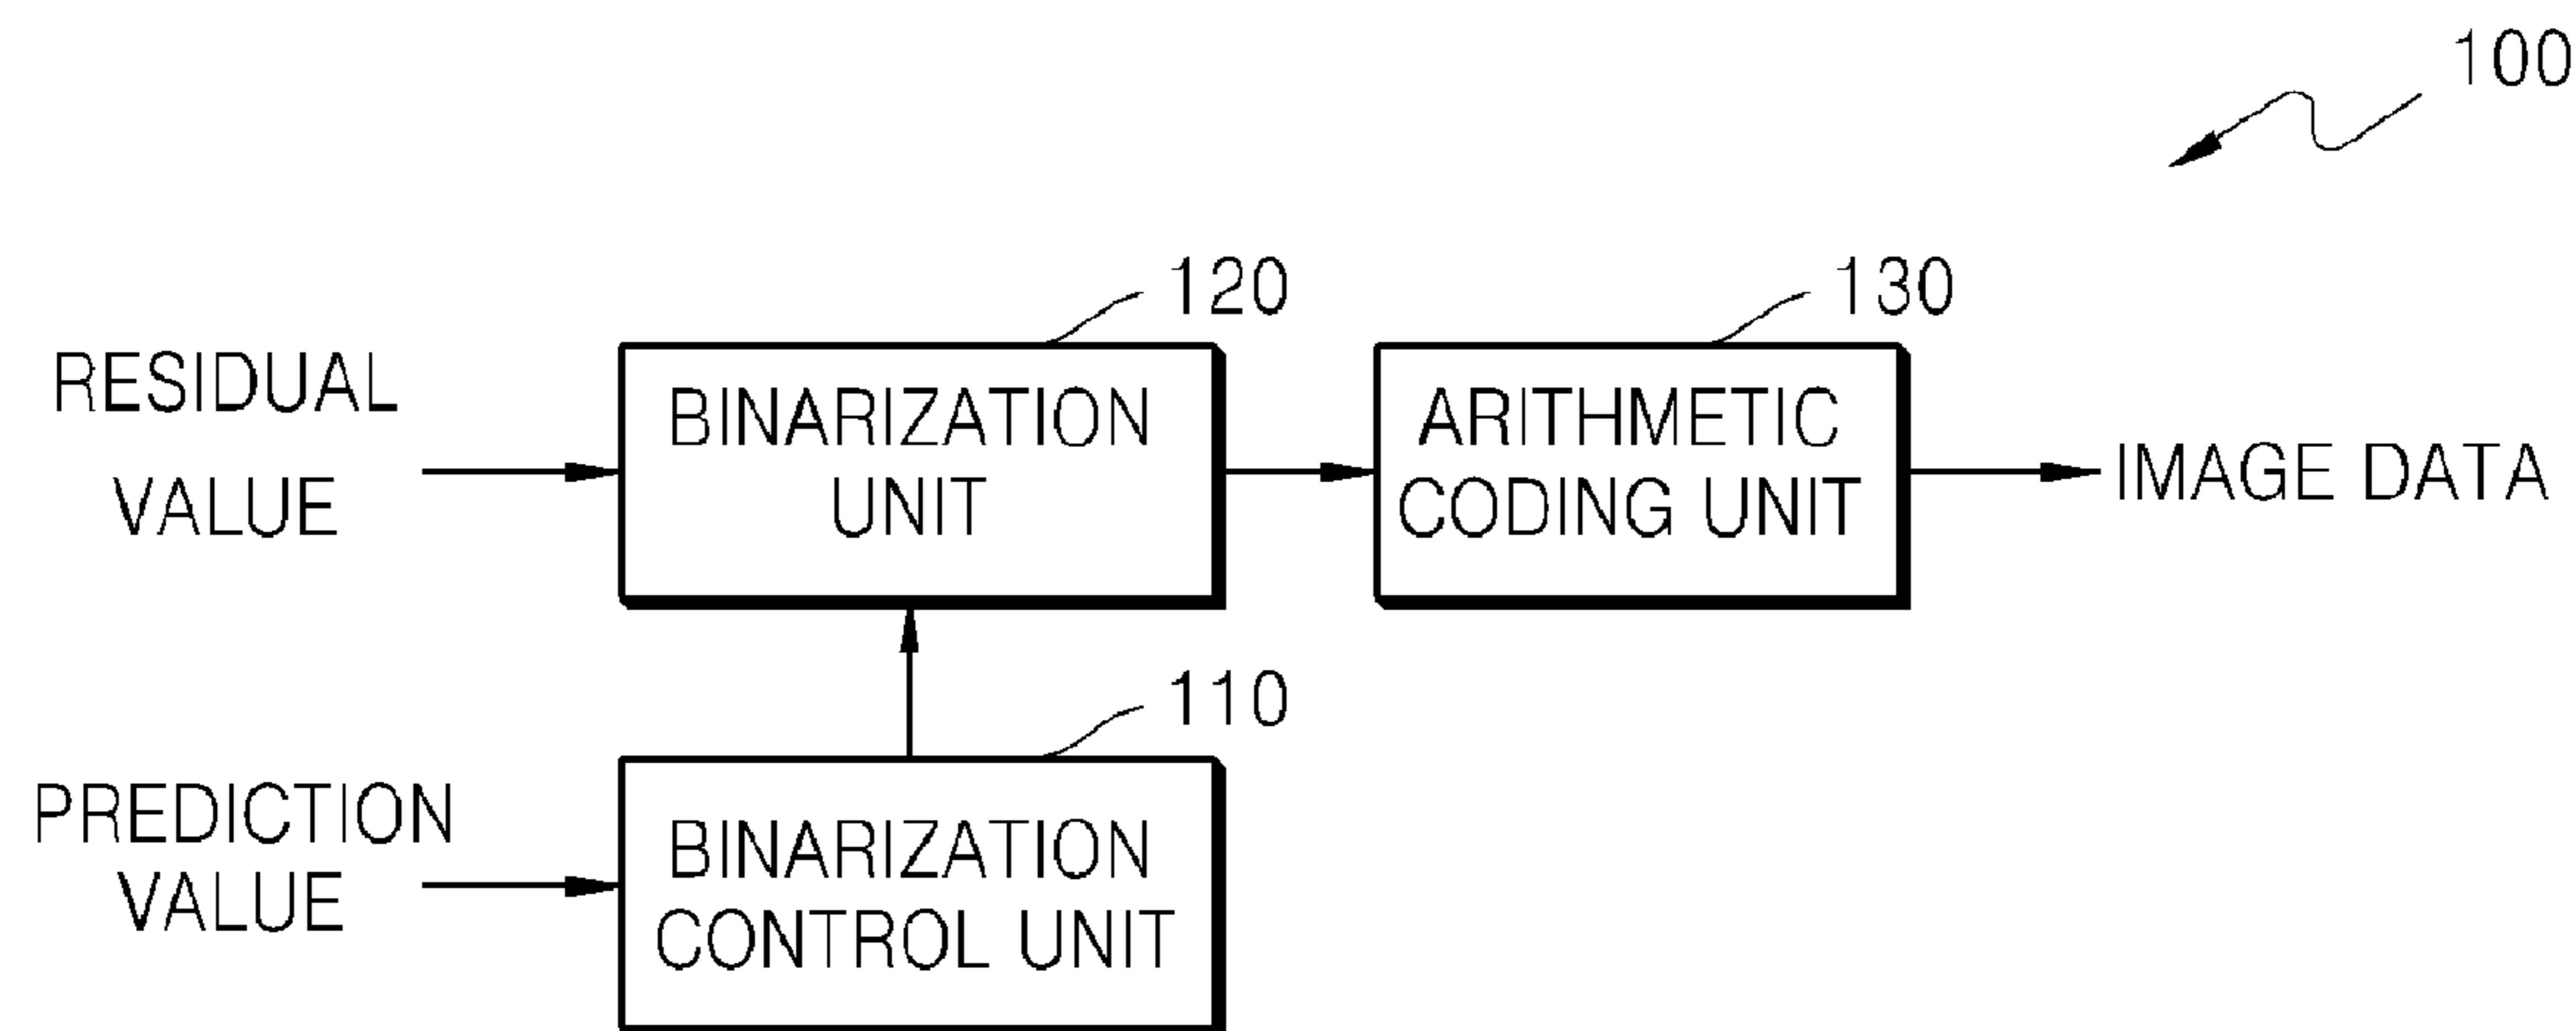 100
120
130
RESIDUAL
VALUE
BINARIZATION
UNIT
ARITHMETIC
CODING UNIT
IMAGE DATA
110
PREDICTION
VALUE
BINARIZATION
CONTROL UNIT